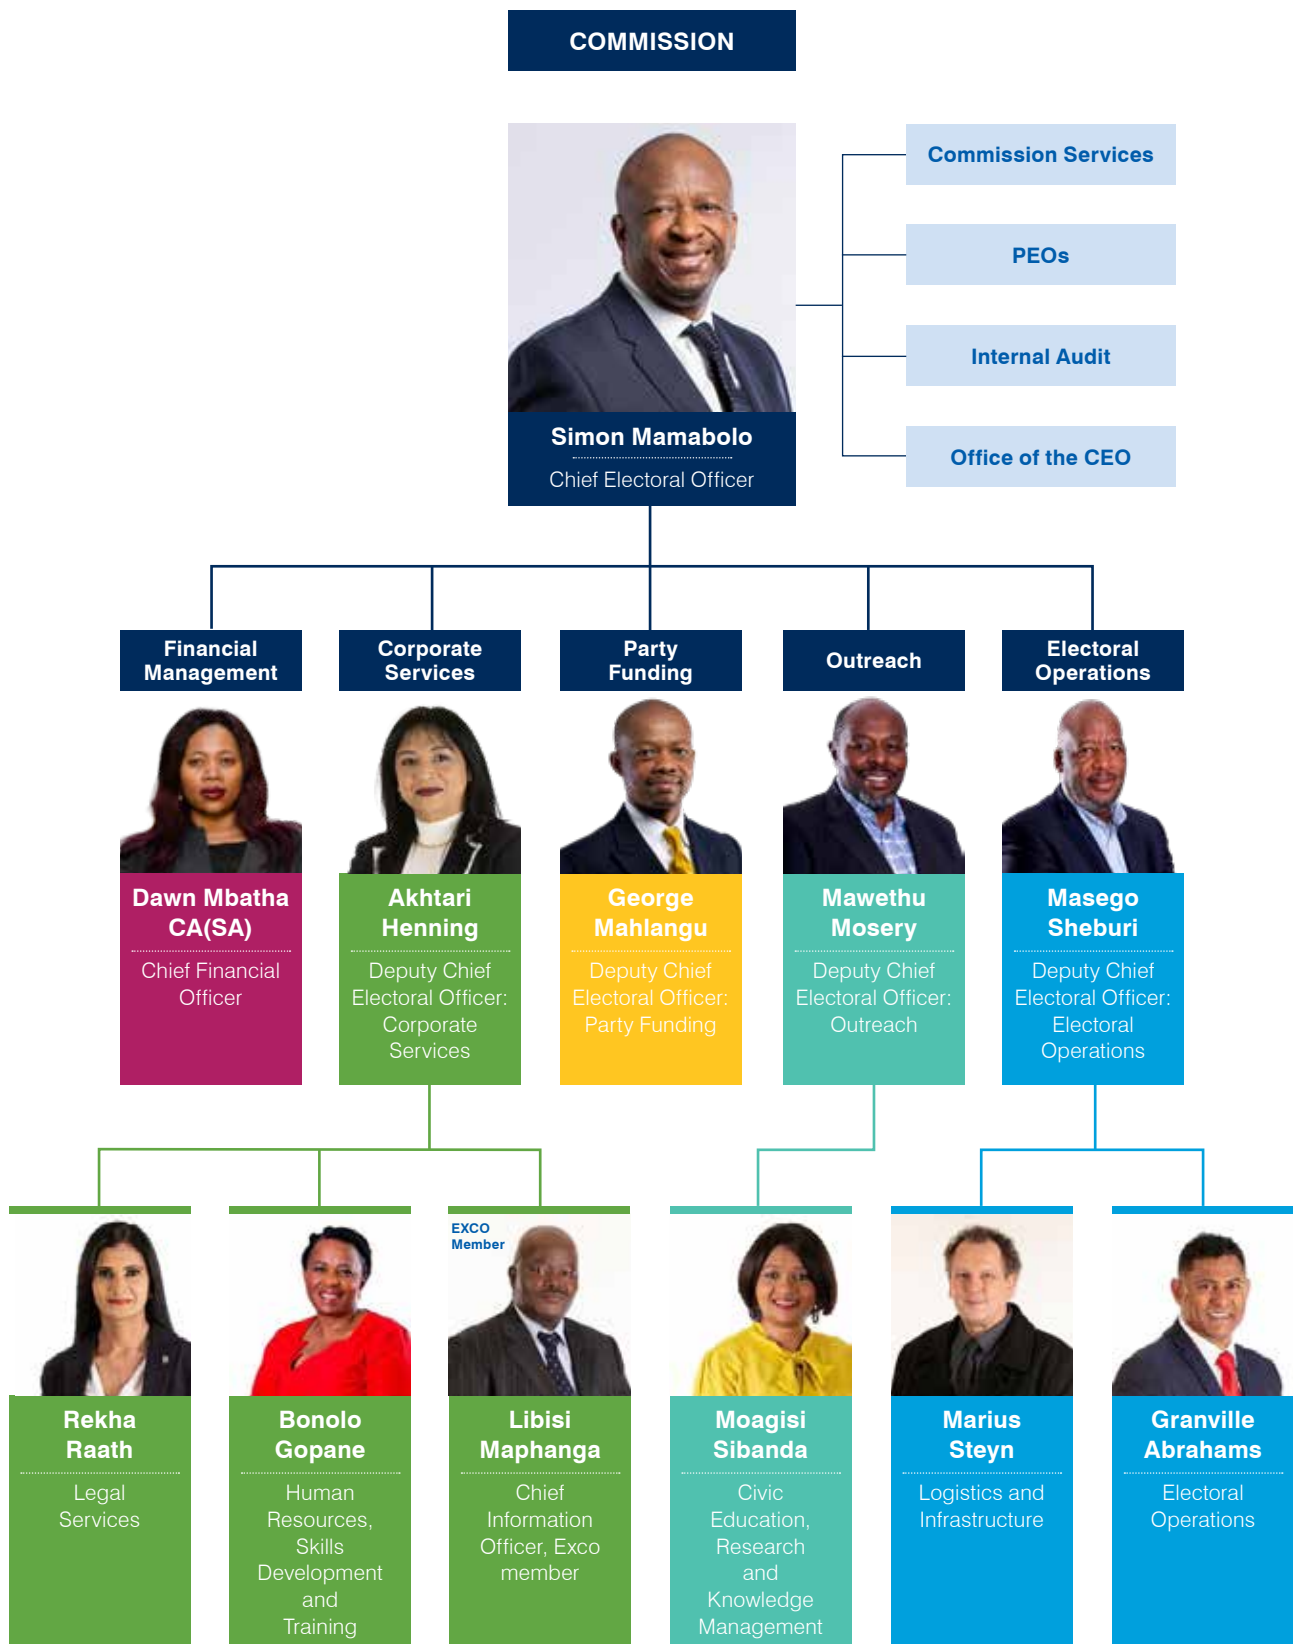 COMMISSION
Commission Services
PEOs
Internal Audit
Office of the CEO
Simon Mamabolo
Chief Electoral Officer
Financial
Management
Corporate
Services
Party
Funding
Outreach
Electoral
Operations
Dawn Mbatha
CA(SA)
Chief Financial
Officer
Akhtari
Henning
Deputy Chief
Electoral Officer:
Corporate
Services
George
Mahlangu
Deputy Chief
Electoral Officer:
Party Funding
Mawethu
Mosery
Deputy Chief
Electoral Officer:
Outreach
Masego
Sheburi
Deputy Chief
Electoral Officer:
Electoral
Operations
Rekha
Raath
Legal
Services
Bonolo
Gopane
Human
Resources,
Skills
Development
and
Training
EXCO
Member
Libisi
Maphanga
Chief
Information
Officer, Exco
member
Moagisi
Sibanda
Civic
Education,
Research
and
Knowledge
Management
Marius
Steyn
Logistics and
Infrastructure
Granville
Abrahams
Electoral
Operations